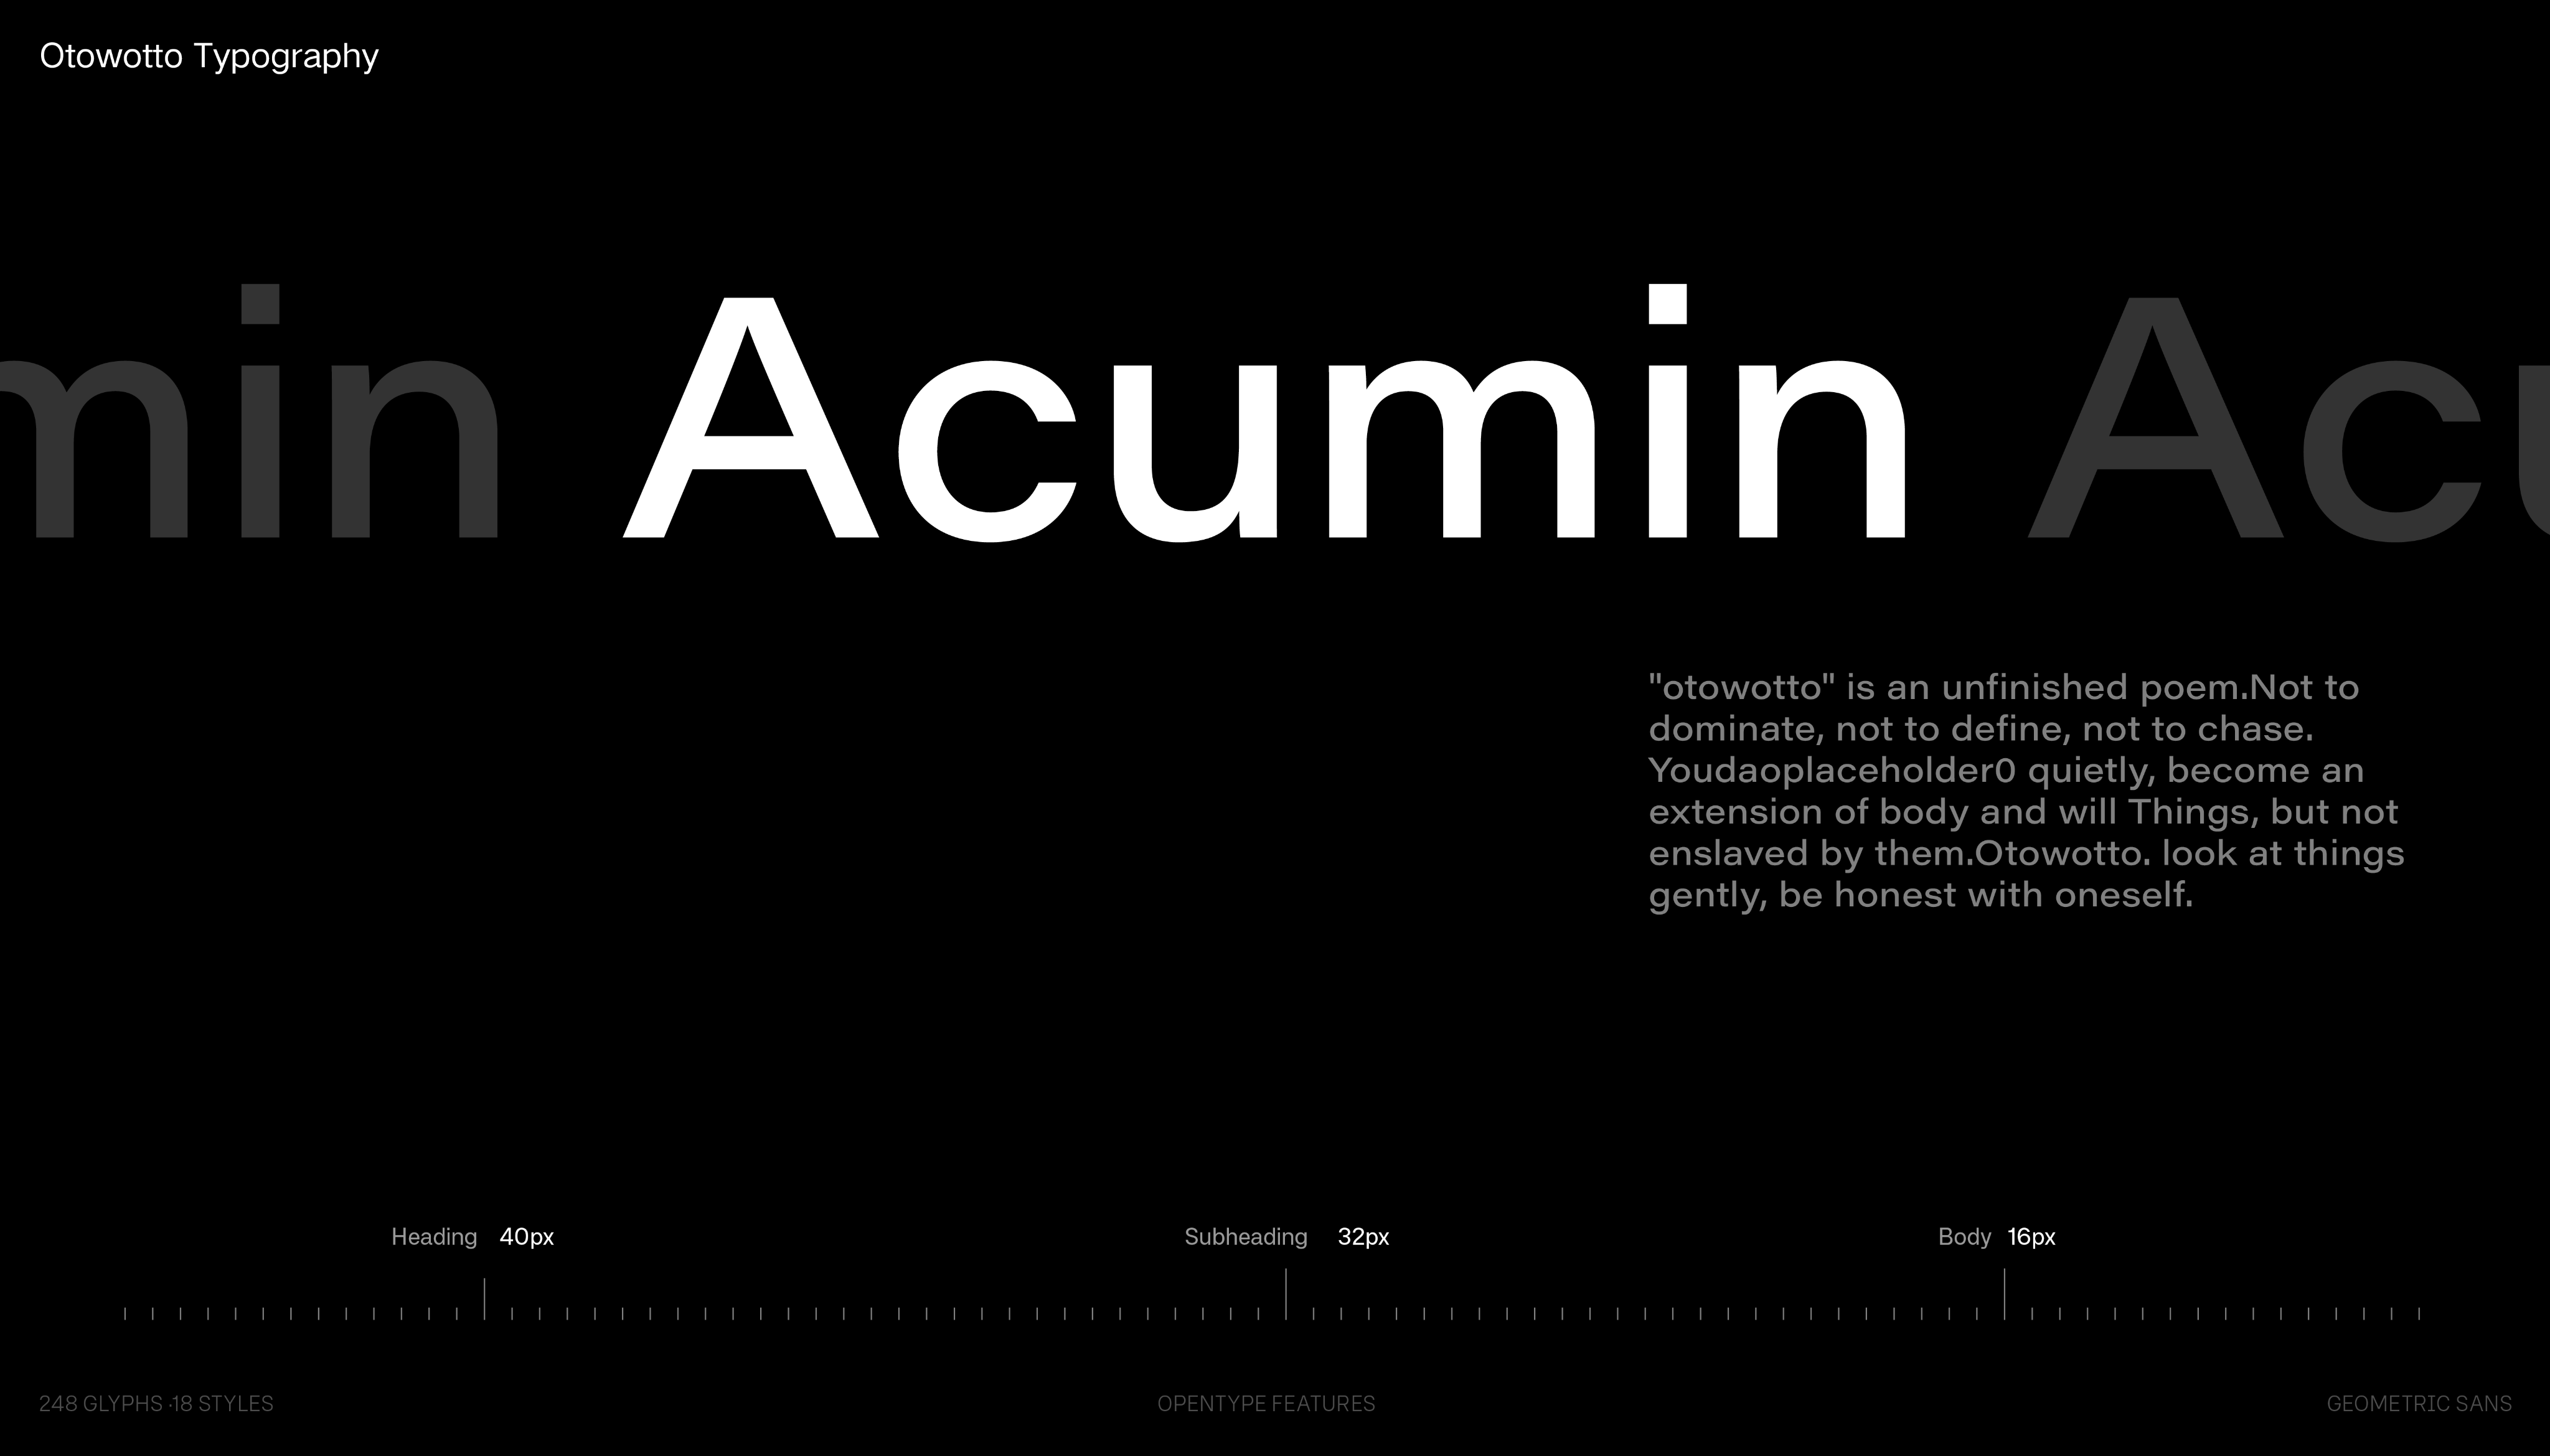 Otowotto Typography
min Acumin Acu
"otowotto" is an unfinished poem.Not to
dominate, not to define, not to chase.
Youdaoplaceholder0 quietly, become an
extension of body and will Things, but not
enslaved by them.Otowotto. look at things
gently, be honest with oneself.
Heading 40px Subheading 32px Body 16px
248 GLYPHS ·18 STYLES OPENTYPE FEATURES GEOMETRIC SANS